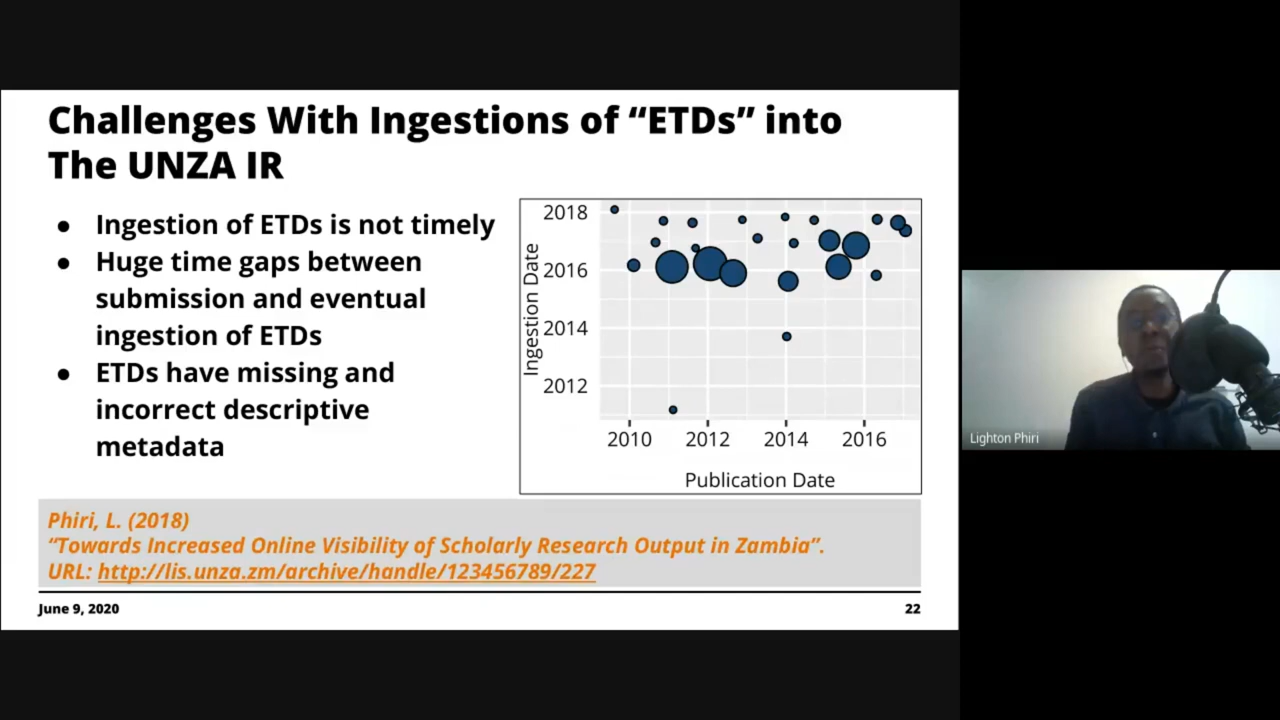 Challenges With Ingestions of “ETDs” into
The UNZA IR
● Ingestion of ETDs is not timely
● Huge time gaps between
submission and eventual
ingestion of ETDs
● ETDs have missing and
incorrect descriptive
metadata
Ingestion Date
2018
2016
2014
2012
2010 2012 2014 2016
Publication Date
Phiri, L. (2018)
“Towards Increased Online Visibility of Scholarly Research Output in Zambia”.
URL: http://lis.unza.zm/archive/handle/123456789/227
June 9, 2020
22
Lighton Phiri